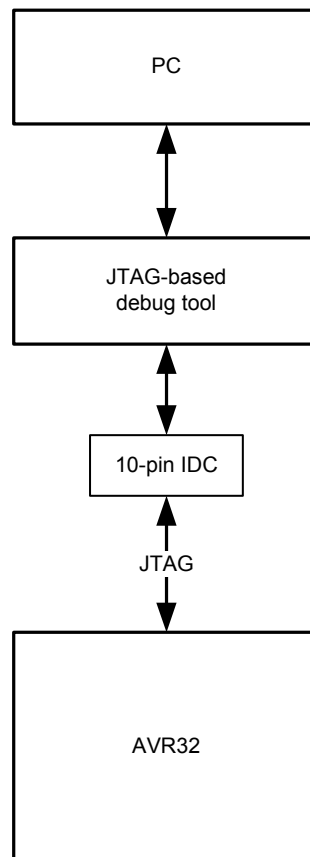 PC
JTAG-based
debug tool
10-pin IDC
JTAG
AVR32